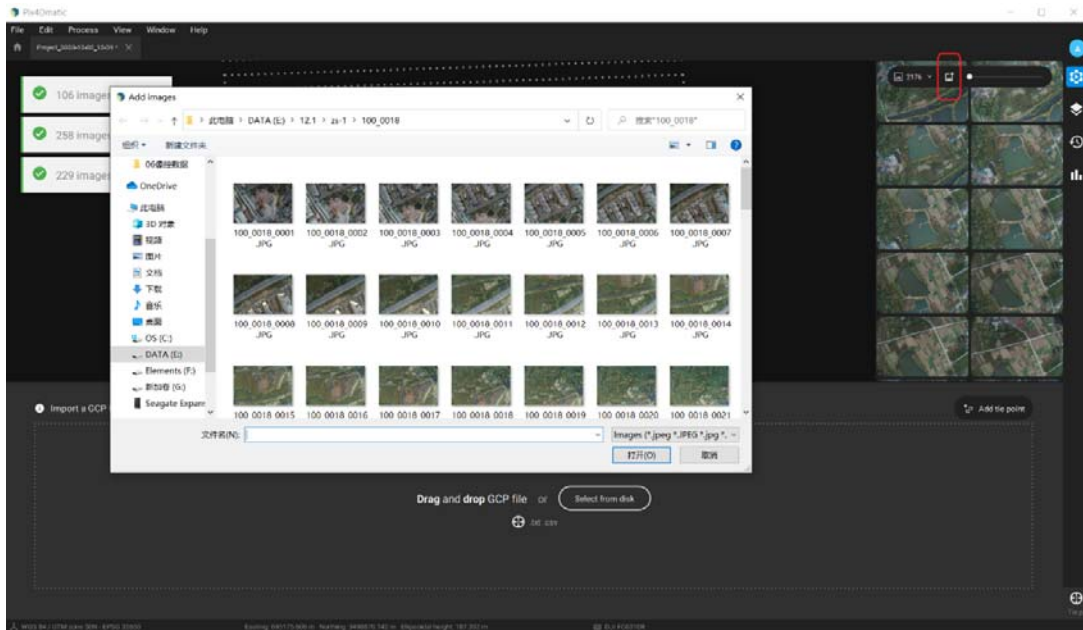 Pix4Dmatic
File Edit Process View Window Help
106 images
258 images
229 images
Add images
此电脑 > DATA (E:) > 12.1 > zs-1 > 100_0018
搜索"100_0018"
组织 新建文件夹
OneDrive
此电脑
3D 对象
视频
图片
文档
下载
音乐
桌面
OS (C:)
DATA (E:)
Elements (F:)
新加卷 (G:)
Seagate Expan
100_0018_0001.JPG
100_0018_0002.JPG
100_0018_0003.JPG
100_0018_0004.JPG
100_0018_0005.JPG
100_0018_0006.JPG
100_0018_0007.JPG
100_0018_0008.JPG
100_0018_0009.JPG
100_0018_0010.JPG
100_0018_0011.JPG
100_0018_0012.JPG
100_0018_0013.JPG
100_0018_0014.JPG
100_0018_0015
100_0018_0016
100_0018_0017
100_0018_0018
100_0018_0019
100_0018_0020
100_0018_0021
文件名(N):
Images (*.jpeg *.JPEG *.jpg *.
打开(O) 取消
Import a GCP
Add tie point
Drag and drop GCP file or Select from disk
.txt .csv